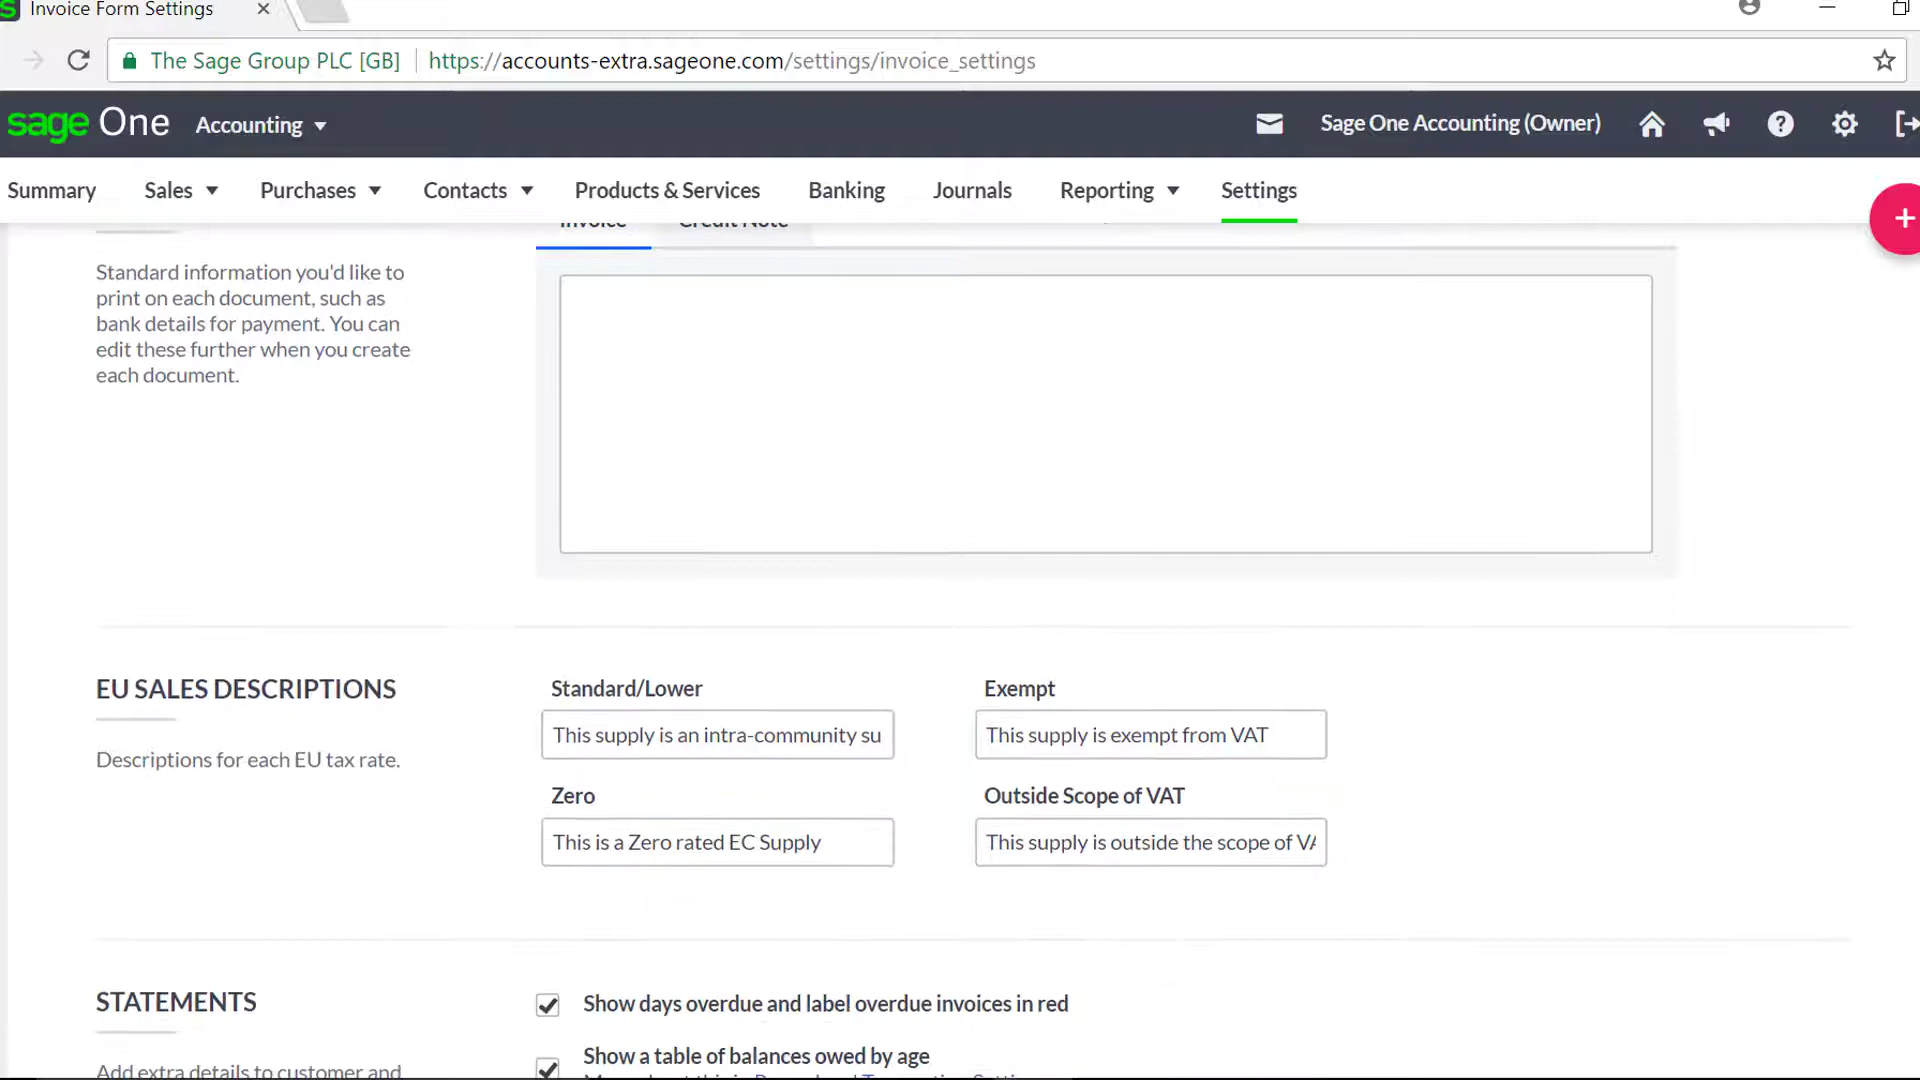 Invoice Form Settings
The Sage Group PLC [GB] https://accounts-extra.sageone.com/settings/invoice_settings
sage One Accounting Sage One Accounting (Owner)
Summary Sales Purchases Contacts Products & Services Banking Journals Reporting Settings
Invoice Credit Note
Standard information you'd like to
print on each document, such as
bank details for payment. You can
edit these further when you create
each document.
EU SALES DESCRIPTIONS
Descriptions for each EU tax rate.
Standard/Lower Exempt
This supply is an intra-community su This supply is exempt from VAT
Zero Outside Scope of VAT
This is a Zero rated EC Supply This supply is outside the scope of VA
STATEMENTS
Show days overdue and label overdue invoices in red
Show a table of balances owed by age
Add extra details to customer and